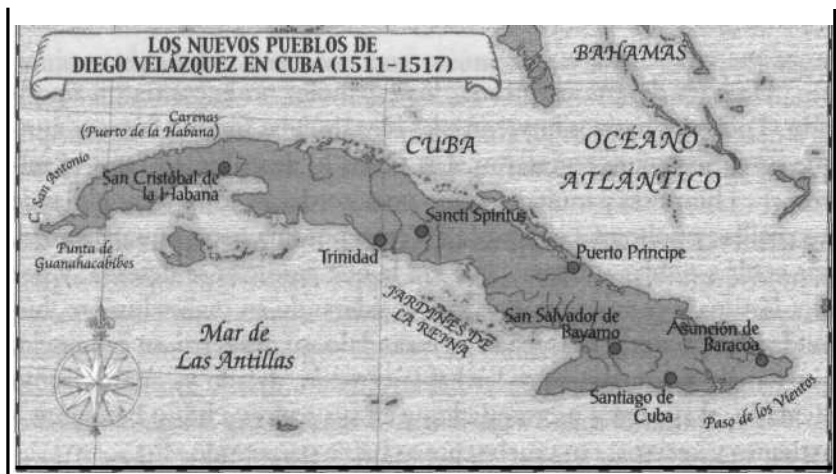 LOS NUEVOS PUEBLOS DE
DIEGO VELÁZQUEZ EN CUBA (1511-1517)
BAHAMAS
Carenas
(Puerto de la Habana)
CUBA
OCÉANO
ATLÁNTICO
C. San Antonio
San Cristóbal de
la Habana
Sancti Spiritus
Punta de
Guanahacabibes
Trinidad
Puerto Príncipe
JARDINES DE
LA REINA
San Salvador de
Bayamo
Asunción de
Baracoa
Mar de
Las Antillas
Santiago de
Cuba
Paso de los Vientos